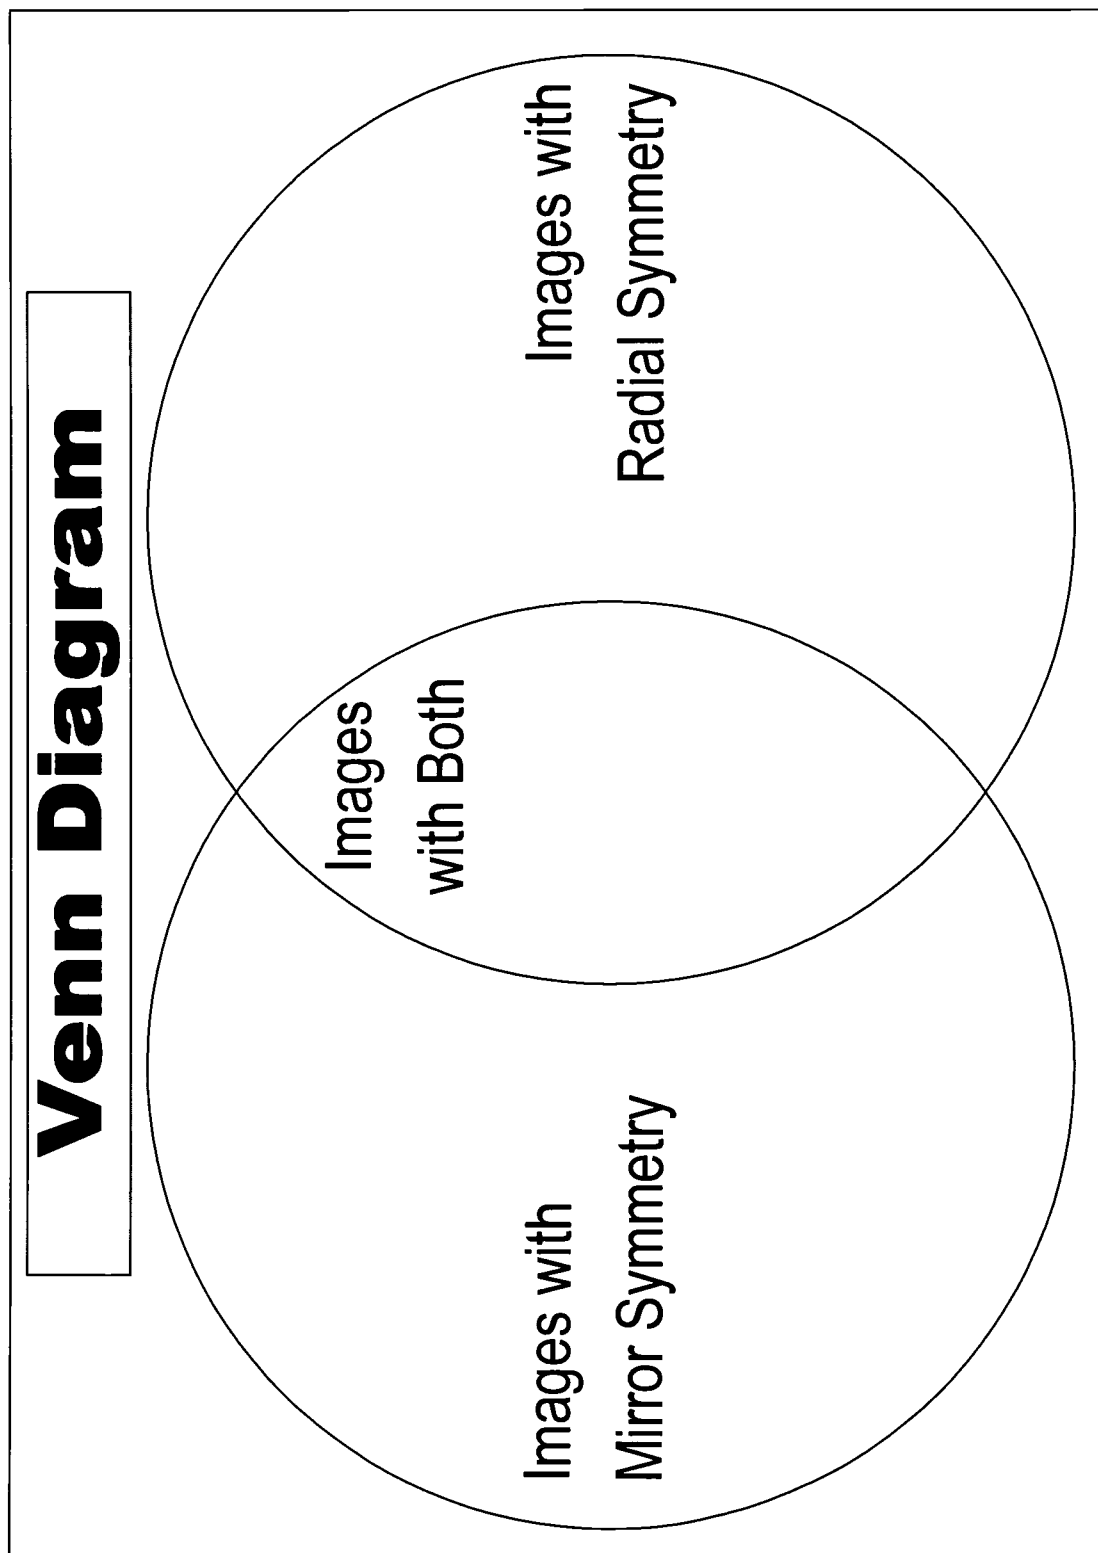 Venn Diagram
Images with
Mirror Symmetry
Images
with Both
Images with
Radial Symmetry